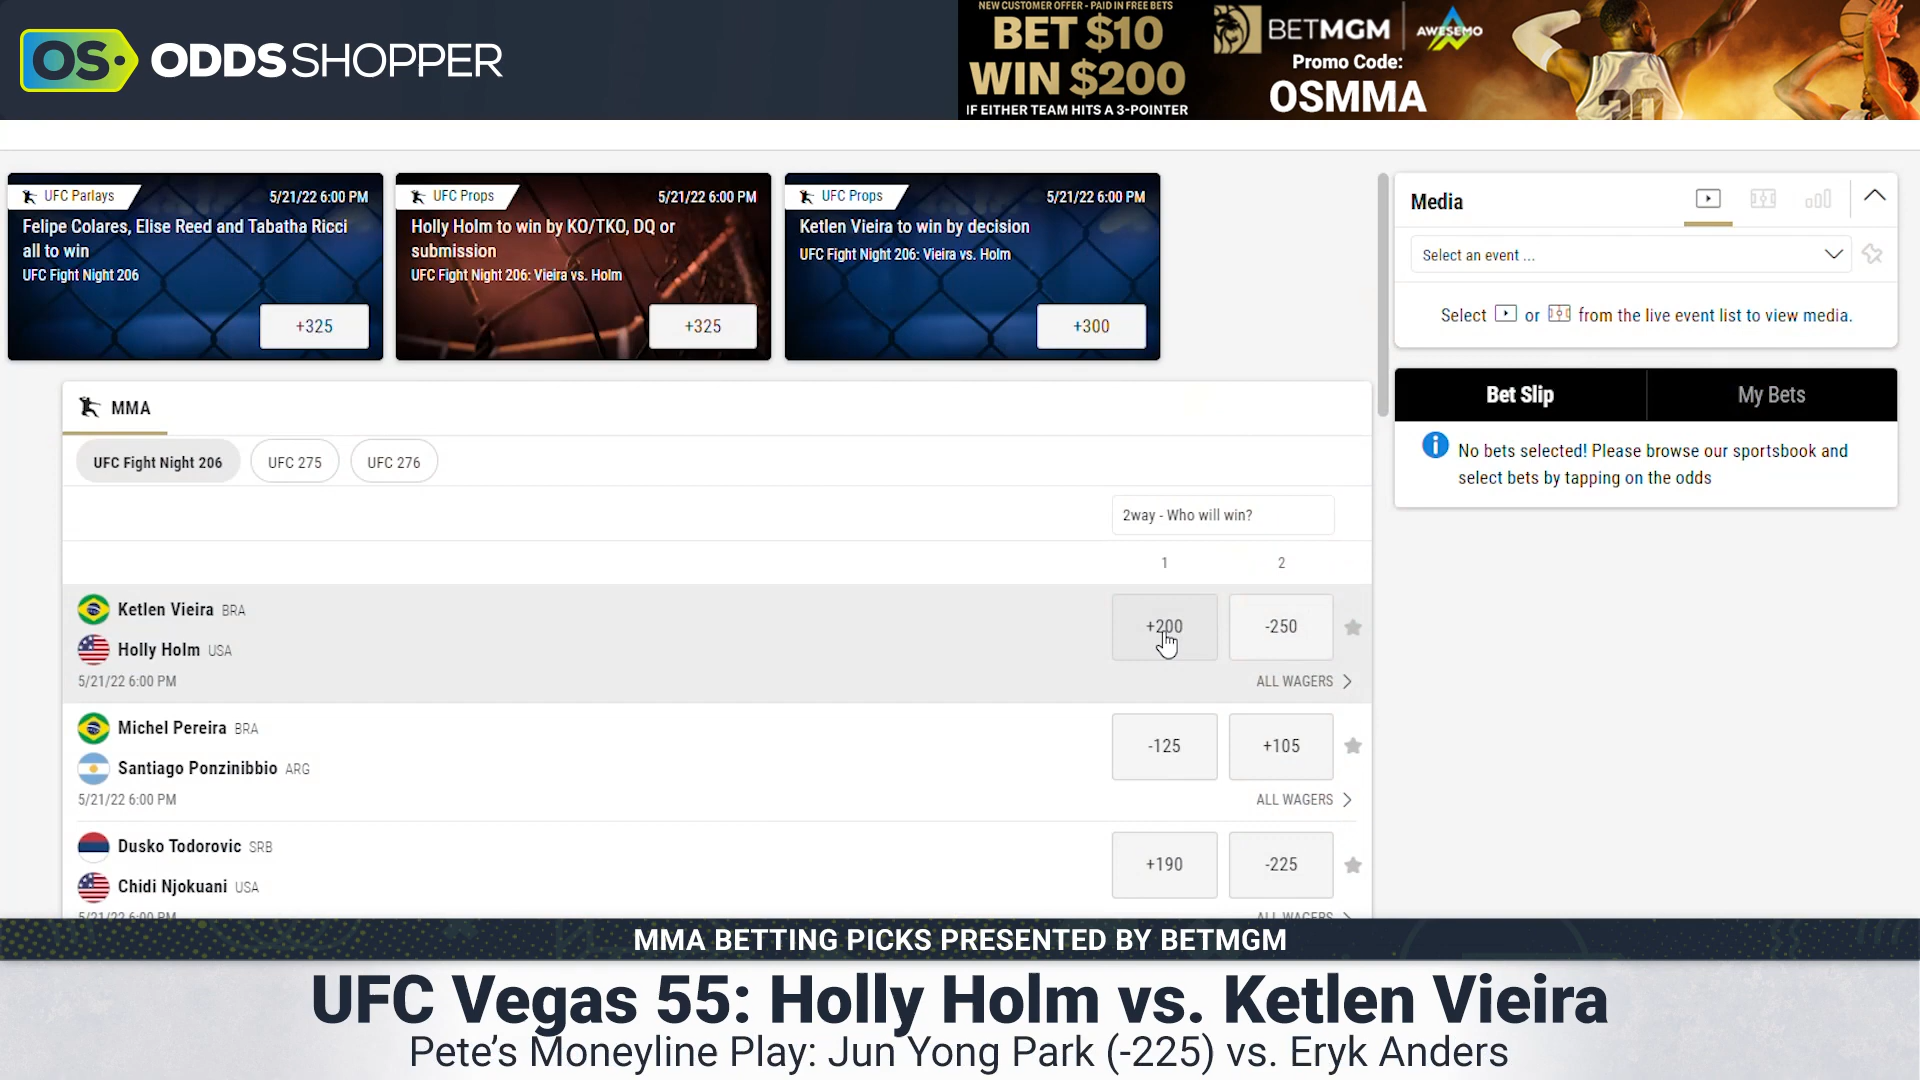 OS
ODDSSHOPPER
NEW CUSTOMER OFFER - PAID IN FREE BETS
BET $10
WIN $200
IF EITHER TEAM HITS A 3-POINTER
BETMGM
AWESEMO
Promo Code:
OSMMA
UFC Parlays
5/21/22 6:00 PM
Felipe Colares, Elise Reed and Tabatha Ricci
all to win
UFC Fight Night 206
+325
UFC Props
5/21/22 6:00 PM
Holly Holm to win by KO/TKO, DQ or
submission
UFC Fight Night 206: Vieira vs. Holm
+325
UFC Props
5/21/22 6:00 PM
Ketlen Vieira to win by decision
UFC Fight Night 206: Vieira vs. Holm
+300
Media
Select an event ...
Select or from the live event list to view media.
Bet Slip
My Bets
No bets selected! Please browse our sportsbook and
select bets by tapping on the odds
MMA
UFC Fight Night 206
UFC 275
UFC 276
2way - Who will win?
1 2
Ketlen Vieira BRA
Holly Holm USA
+200 -250
5/21/22 6:00 PM
ALL WAGERS
Michel Pereira BRA
Santiago Ponzinibbio ARG
-125 +105
5/21/22 6:00 PM
ALL WAGERS
Dusko Todorovic SRB
Chidi Njokuani USA
+190 -225
5/21/22 6:00 PM
ALL WAGERS
MMA BETTING PICKS PRESENTED BY BETMGM
UFC Vegas 55: Holly Holm vs. Ketlen Vieira
Pete's Moneyline Play: Jun Yong Park (-225) vs. Eryk Anders